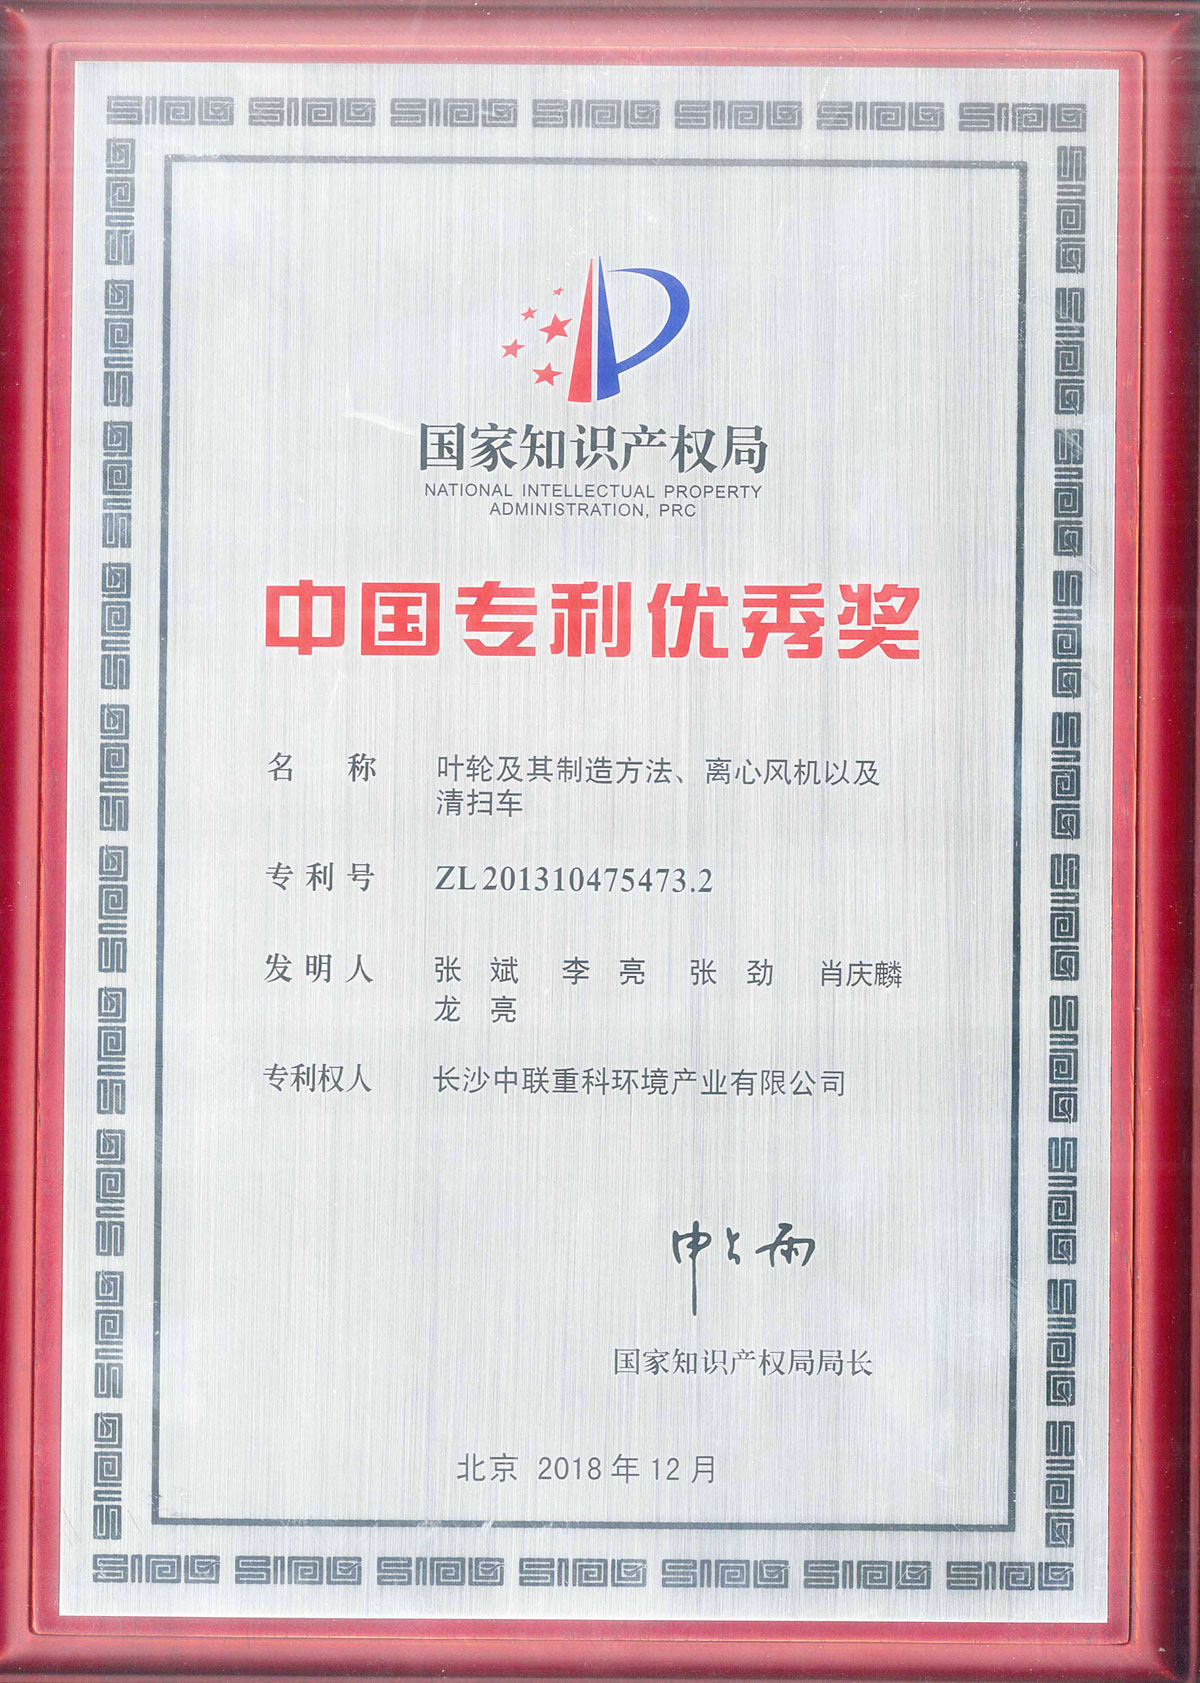 国家知识产权局
NATIONAL INTELLECTUAL PROPERTY
ADMINISTRATION, PRC
中国专利优秀奖
名 称 叶轮及其制造方法、离心风机以及
清扫车
专利号 ZL 201310475473.2
发明人 张 斌 李 亮 张 劲 肖庆麟
龙 亮
专利权人 长沙中联重科环境产业有限公司
申长雨
国家知识产权局局长
北京 2018 年 12 月